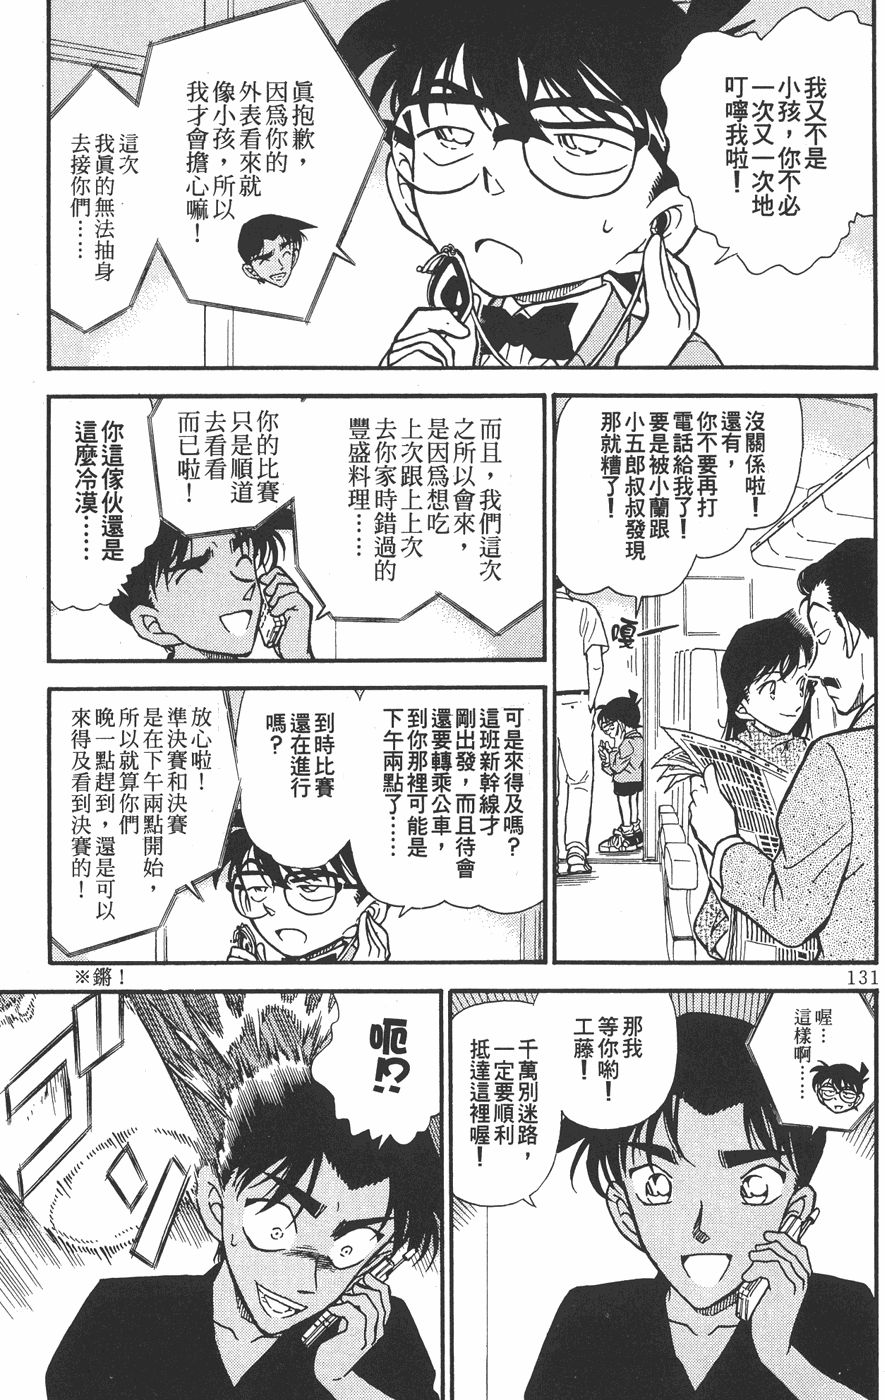 我又不是
小孩，你不必
一次又一次地
叮嚀我啦！
眞抱歉，
因爲你的
外表看來就
像小孩，所以
我才會擔心嘛！
這次
我眞的無法抽身
去接你們……
沒關係啦！
還有，
你不要再打
電話給我了！
要是被小蘭跟
小五郎叔叔發現
那就糟了！
嘎
而且，我們這次
之所以會來，
是因爲想吃
上次跟上上次
去你家時錯過的
豐盛料理……
你的比賽
只是順道
去看看
而已啦！
你這傢伙還是
這麼冷漠……
可是來得及嗎？
這班新幹線才
剛出發，而且待會
還要轉乘公車，
到你那裡可能是
下午兩點了……
到時比賽
還在進行
嗎？
放心啦！
準決賽和決賽
是在下午兩點開始，
所以就算你們
晚一點趕到，還是可以
來得及看到決賽的！
※鏘！
131
喔…
這樣啊……
那我
等你喲！
工藤！
千萬別迷路，
一定要順利
抵達這裡喔！
呃!?